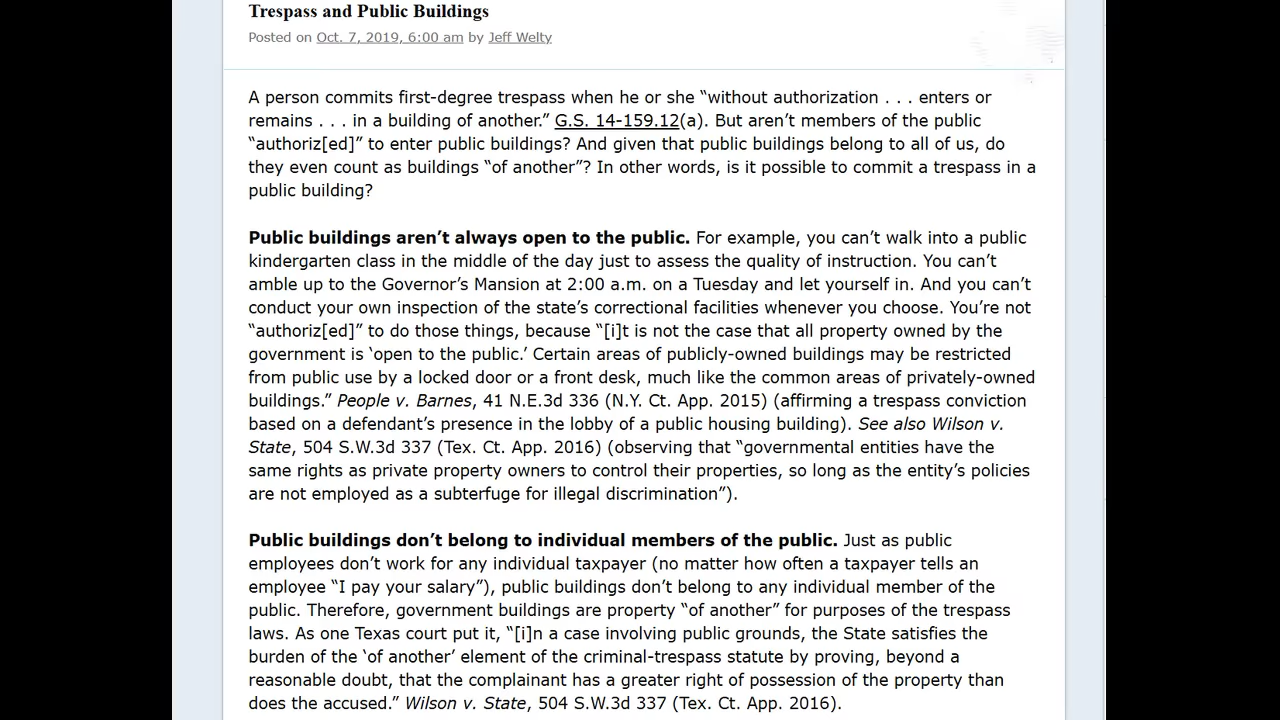 Trespass and Public Buildings
Posted on Oct. 7, 2019, 6:00 am by Jeff Welty
A person commits first-degree trespass when he or she “without authorization . . . enters or
remains . . . in a building of another.” G.S. 14-159.12(a). But aren’t members of the public
“authoriz[ed]” to enter public buildings? And given that public buildings belong to all of us, do
they even count as buildings “of another”? In other words, is it possible to commit a trespass in a
public building?
Public buildings aren’t always open to the public. For example, you can’t walk into a public
kindergarten class in the middle of the day just to assess the quality of instruction. You can’t
amble up to the Governor’s Mansion at 2:00 a.m. on a Tuesday and let yourself in. And you can’t
conduct your own inspection of the state’s correctional facilities whenever you choose. You’re not
“authoriz[ed]” to do those things, because “[i]t is not the case that all property owned by the
government is ‘open to the public.’ Certain areas of publicly-owned buildings may be restricted
from public use by a locked door or a front desk, much like the common areas of privately-owned
buildings.” People v. Barnes, 41 N.E.3d 336 (N.Y. Ct. App. 2015) (affirming a trespass conviction
based on a defendant’s presence in the lobby of a public housing building). See also Wilson v.
State, 504 S.W.3d 337 (Tex. Ct. App. 2016) (observing that “governmental entities have the
same rights as private property owners to control their properties, so long as the entity’s policies
are not employed as a subterfuge for illegal discrimination”).
Public buildings don’t belong to individual members of the public. Just as public
employees don’t work for any individual taxpayer (no matter how often a taxpayer tells an
employee “I pay your salary”), public buildings don’t belong to any individual member of the
public. Therefore, government buildings are property “of another” for purposes of the trespass
laws. As one Texas court put it, “[i]n a case involving public grounds, the State satisfies the
burden of the ‘of another’ element of the criminal-trespass statute by proving, beyond a
reasonable doubt, that the complainant has a greater right of possession of the property than
does the accused.” Wilson v. State, 504 S.W.3d 337 (Tex. Ct. App. 2016).